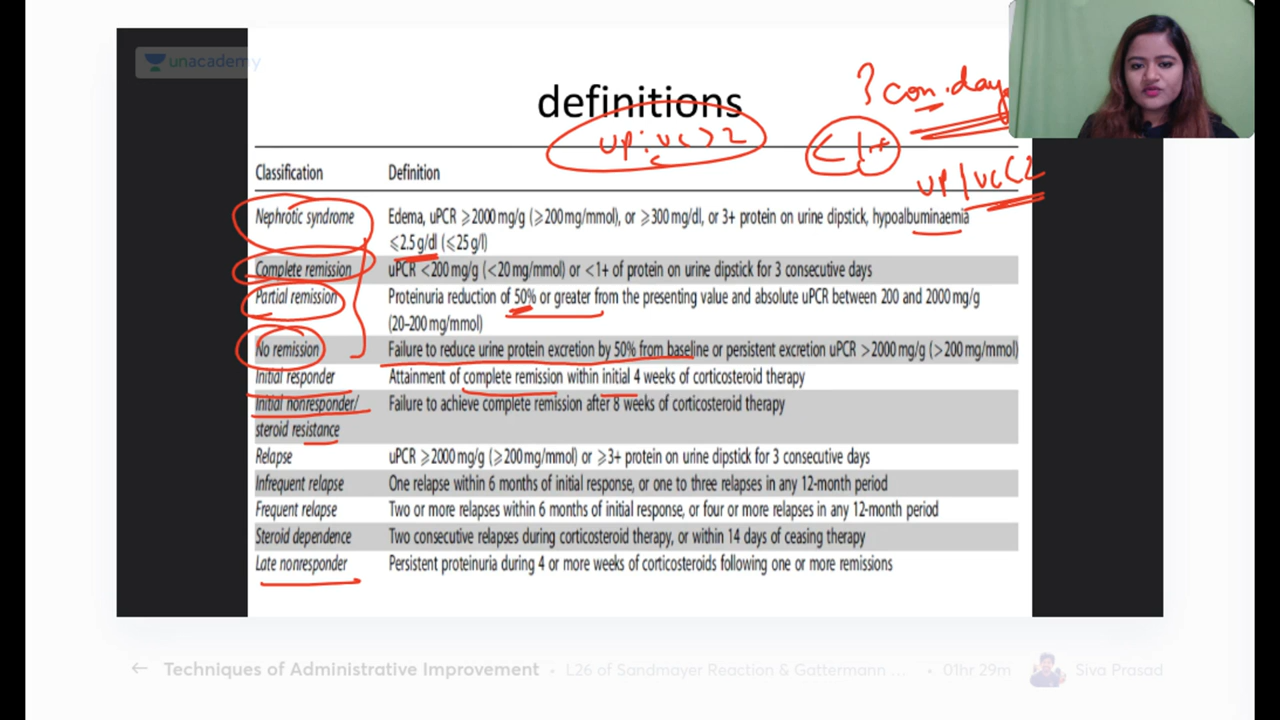 unacademy
definitions
3 con. days
up:uc>2
< 1+
up/uc<2
Classification Definition
Nephrotic syndrome Edema, uPCR ⩾2000 mg/g (⩾200 mg/mmol), or ⩾300 mg/dl, or 3+ protein on urine dipstick, hypoalbuminaemia
⩽2.5 g/dl (⩽25 g/l)
Complete remission uPCR <200 mg/g (<20 mg/mmol) or <1+ of protein on urine dipstick for 3 consecutive days
Partial remission Proteinuria reduction of 50% or greater from the presenting value and absolute uPCR between 200 and 2000 mg/g
(20–200 mg/mmol)
No remission Failure to reduce urine protein excretion by 50% from baseline or persistent excretion uPCR >2000 mg/g (>200 mg/mmol)
Initial responder Attainment of complete remission within initial 4 weeks of corticosteroid therapy
Initial nonresponder/ Failure to achieve complete remission after 8 weeks of corticosteroid therapy
steroid resistance
Relapse uPCR ⩾2000 mg/g (⩾200 mg/mmol) or ⩾3+ protein on urine dipstick for 3 consecutive days
Infrequent relapse One relapse within 6 months of initial response, or one to three relapses in any 12-month period
Frequent relapse Two or more relapses within 6 months of initial response, or four or more relapses in any 12-month period
Steroid dependence Two consecutive relapses during corticosteroid therapy, or within 14 days of ceasing therapy
Late nonresponder Persistent proteinuria during 4 or more weeks of corticosteroids following one or more remissions
← Techniques of Administrative Improvement • L26 of Sandmayer Reaction & Gattermann ... • 01hr 29m Siva Prasad